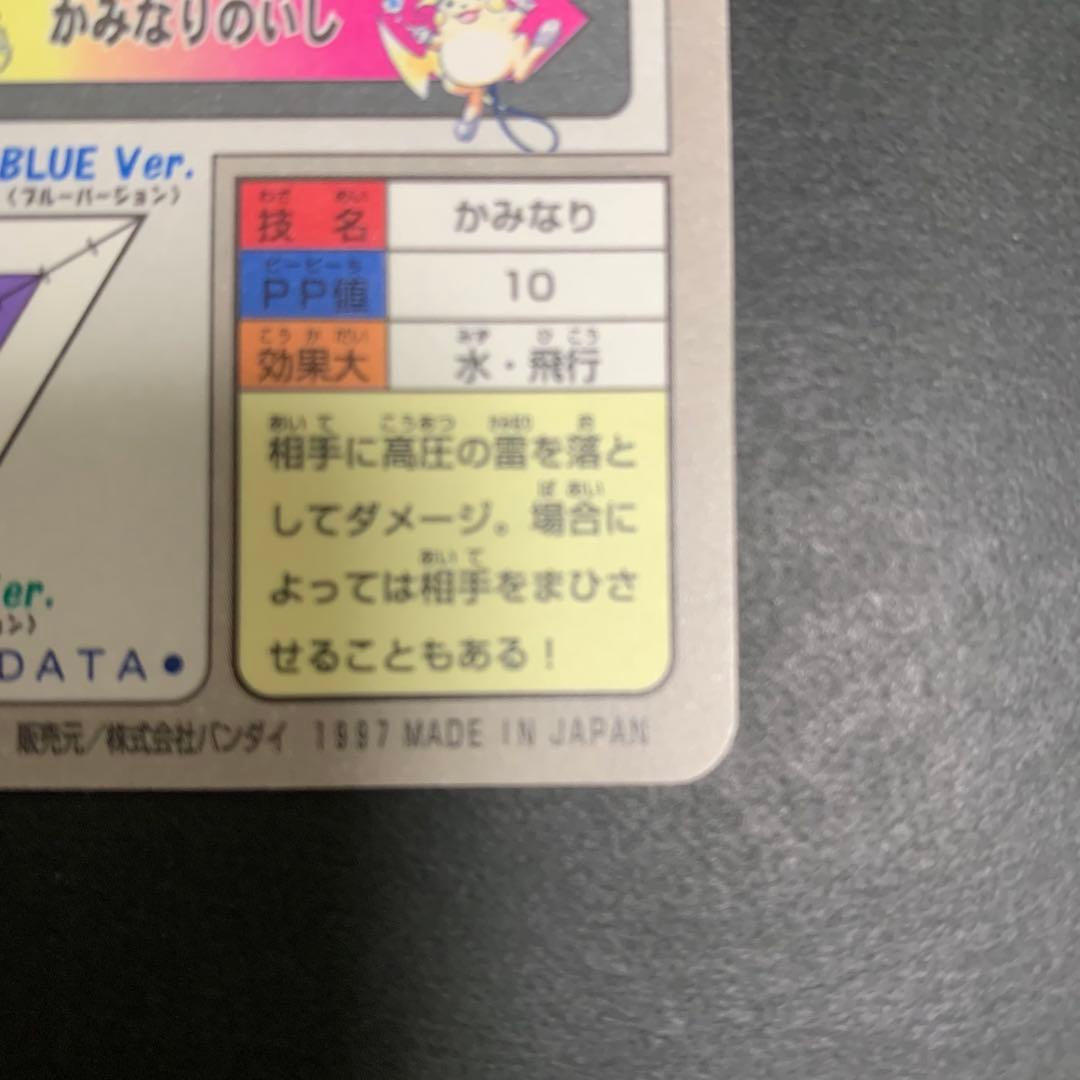 かみなりのいし
BLUE Ver.
(ブルーバージョン)
わざ めい
技 名
かみなり
ピーピーち
PP値
10
こうかだい
効果大
みず ひこう
水・飛行
あいて こうあつ かみなり お
相手に高圧の雷を落と
ばあい
してダメージ。場合に
あいて
よっては相手をまひさ
せることもある!
er.
ョン)
DATA●
販売元/株式会社バンダイ 1997 MADE IN JAPAN